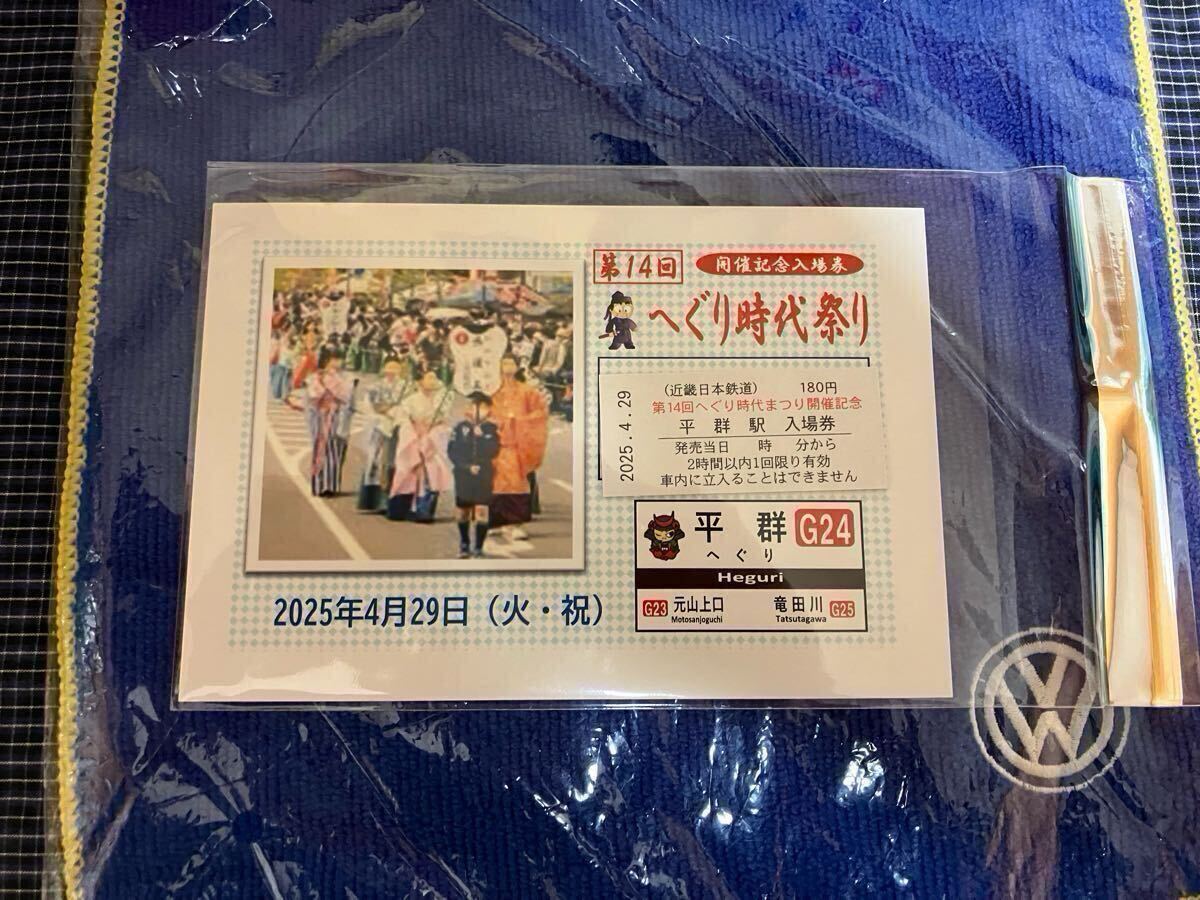 第14回
開催記念入場券
へぐり時代祭り
2025.4.29
（近畿日本鉄道） 180円
第14回へぐり時代まつり開催記念
平 群 駅 入場券
発売当日 時 分から
2時間以内1回限り有効
車内に立入ることはできません
平 群 G24
へぐり
Heguri
G23 元山上口 竜田川 G25
Motosanjoguchi Tatsutagawa
2025年4月29日（火・祝）
VW